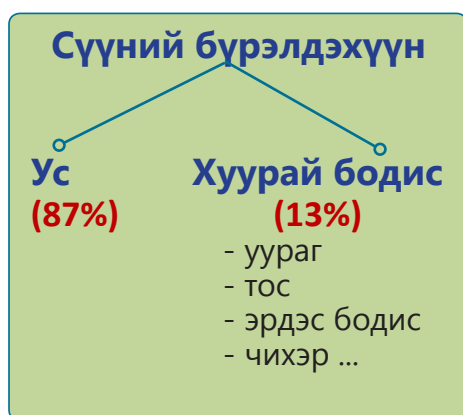 Сүүний бүрэлдэхүүн
Ус
(87%)
Хуурай бодис
(13%)
- уураг
- тос
- эрдэс бодис
- чихэр ...